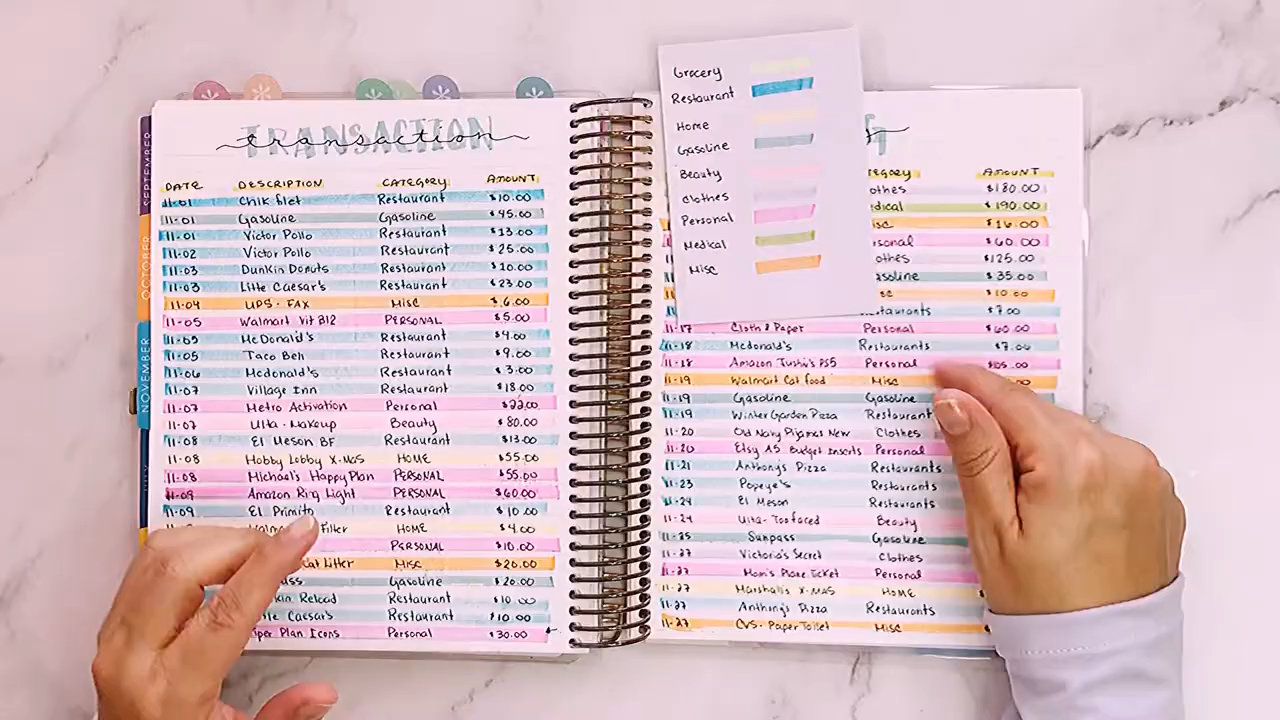 SEPTEMBER
OCTOBER
NOVEMBER
TRANSACTION
transaction
DATE DESCRIPTION CATEGORY AMOUNT
11-01 Chik filet Restaurant $10.00
11-01 Gasoline Gasoline $45.00
11-01 Victor Pollo Restaurant $13.00
11-02 Victor Pollo Restaurant $25.00
11-03 Dunkin Donuts Restaurant $10.00
11-03 Litte Caesar's Restaurant $23.00
11-04 UPS - FAX MISC $6.00
11-05 Walmart Vit B12 PERSONAL $5.00
11-05 McDonald's Restaurant $4.00
11-05 Taco Bell Restaurant $9.00
11-06 Mcdonald's Restaurant $3.00
11-07 Village Inn Restaurant $18.00
11-07 Metro Activation Personal
11-07 Ulta - Makeup Beauty $80.00
11-08 El Meson BF Restaurant $13.00
11-08 Hobby Lobby X-MAS HOME $55.00
11-08 Michael's Happy Plan PERSONAL $55.00
11-09 Amazon Ring Light PERSONAL $60.00
11-09 El Primito Restaurant $10.00
Filler HOME $4.00
PERSONAL $10.00
Cat Litter MISC $20.00
Gasoline $20.00
Reload Restaurant $10.00
Caesar's Restaurant $10.00
Plan Icons Personal $30.00
Grocery
Restaurant
Home
Gasoline
Beauty
Clothes
Personal
Medical
Misc
AMOUNT
$180.00
$190.00
$16.00
$60.00
$125.00
$35.00
$10.00
$7.00
11-17 Cloth & Paper Personal $60.00
11-18 Mcdonald's Restaurants $7.00
11-18 Amazon Tushi's PS5 Personal $105.00
11-19 Walmart Cat food Misc
11-19 Gasoline Gasoline
11-19 Winter Garden Pizza Restaurant
11-20 Old Navy Pijamas New Clothes
11-20 Etsy A5 Budget Inserts Personal
11-21 Anthony's Pizza Restaurants
11-23 Popeye's Restaurants
11-24 El Meson Restaurants
11-24 Ulta - Too faced Beauty
11-25 Sunpass Gasoline
11-27 Victoria's Secret Clothes
11-27 Mom's Plane Ticket Personal
11-27 Marshall's X-MAS HOME
11-27 Anthony's Pizza Restaurants
11-27 CVS - Paper Toilet Misc